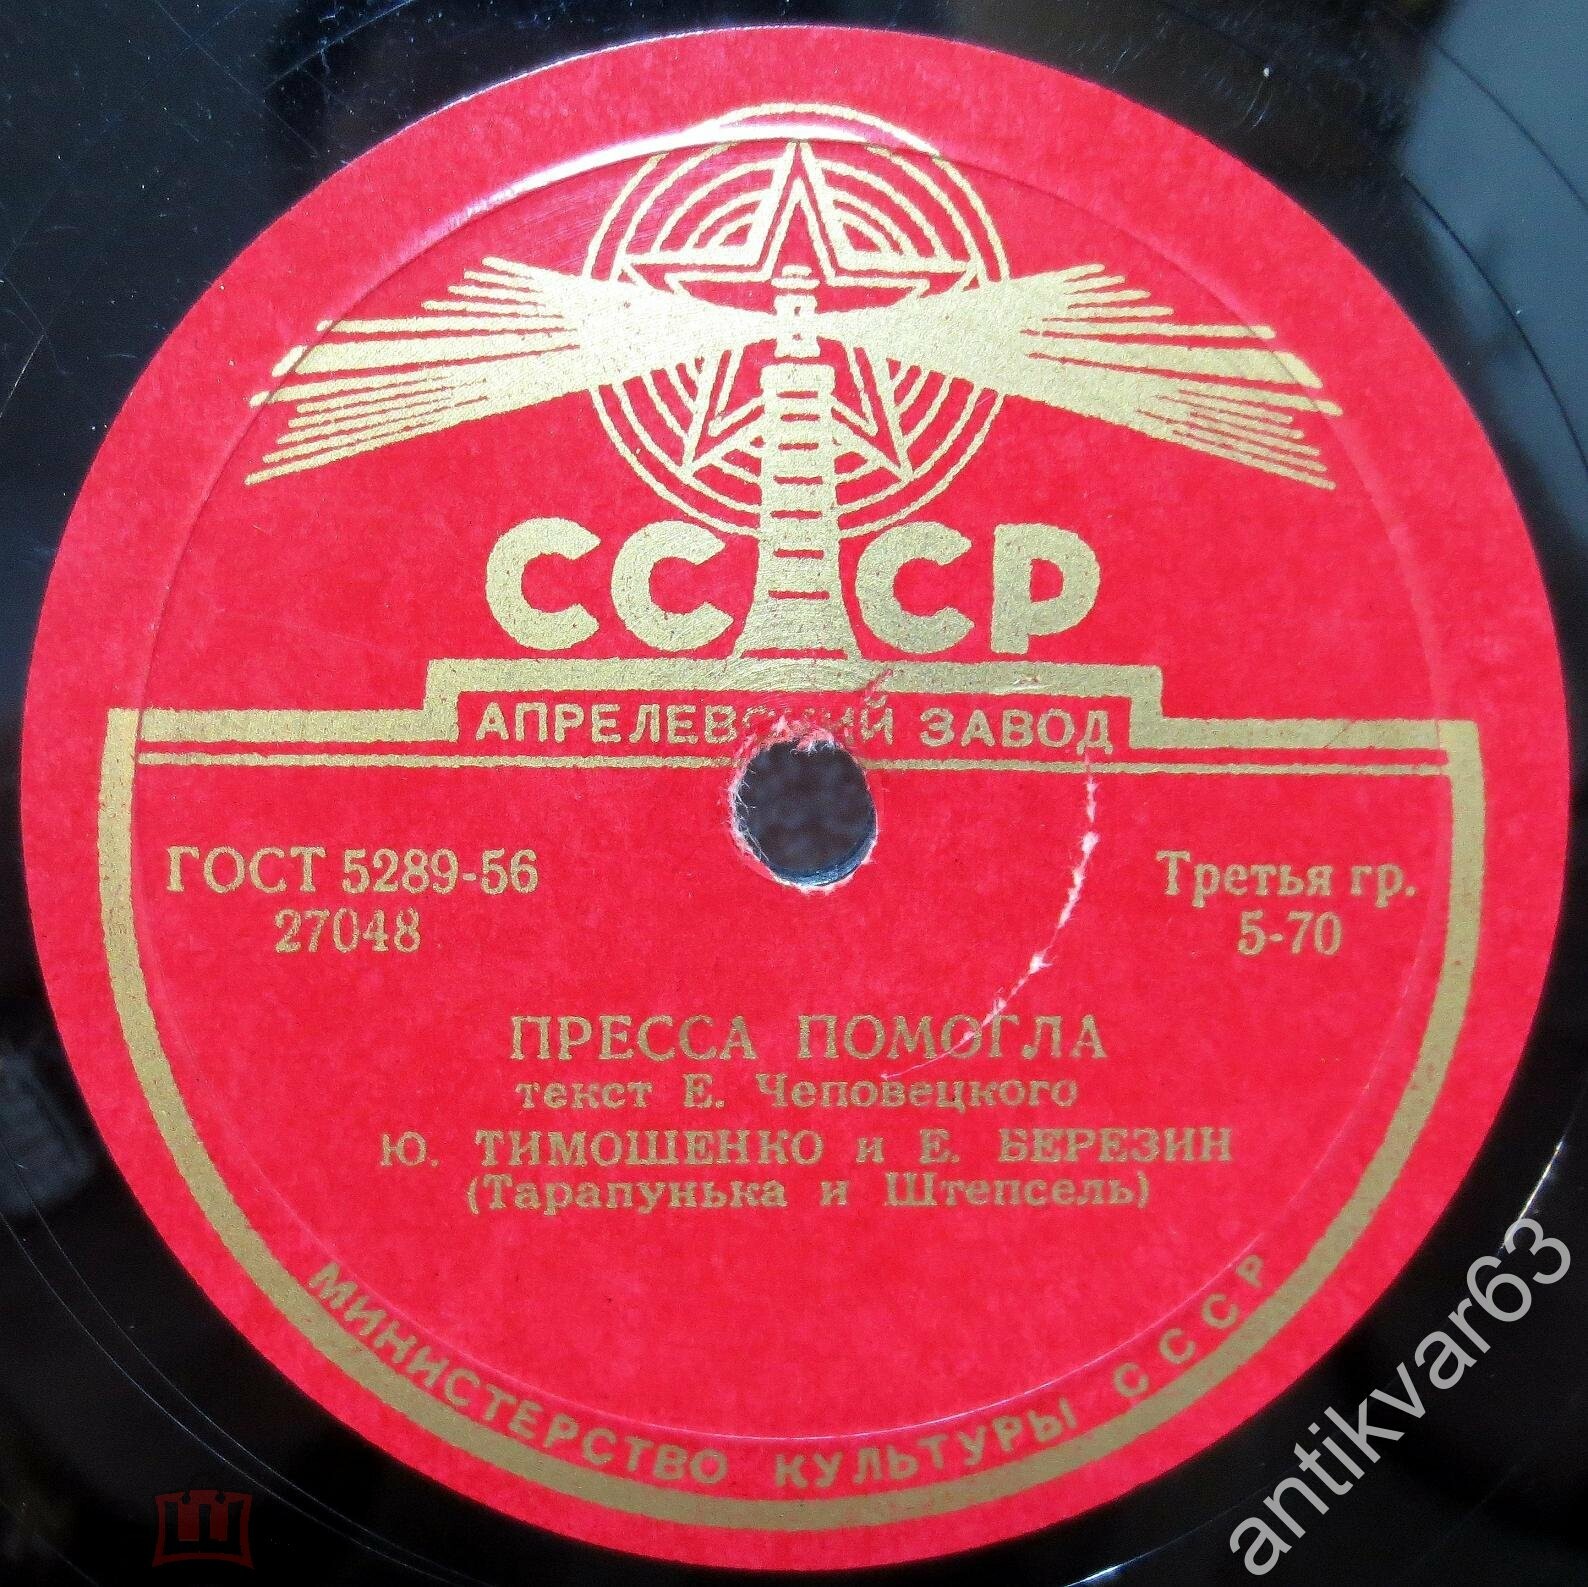 СССР
АПРЕЛЕВСКИЙ ЗАВОД
ГОСТ 5289-56
27048
Третья гр.
5-70
ПРЕССА ПОМОГЛА
текст Е. Чеповецкого
Ю. ТИМОШЕНКО и Е. БЕРЕЗИН
(Тарапунька и Штепсель)
МИНИСТЕРСТВО КУЛЬТУРЫ СССР
antikvar63